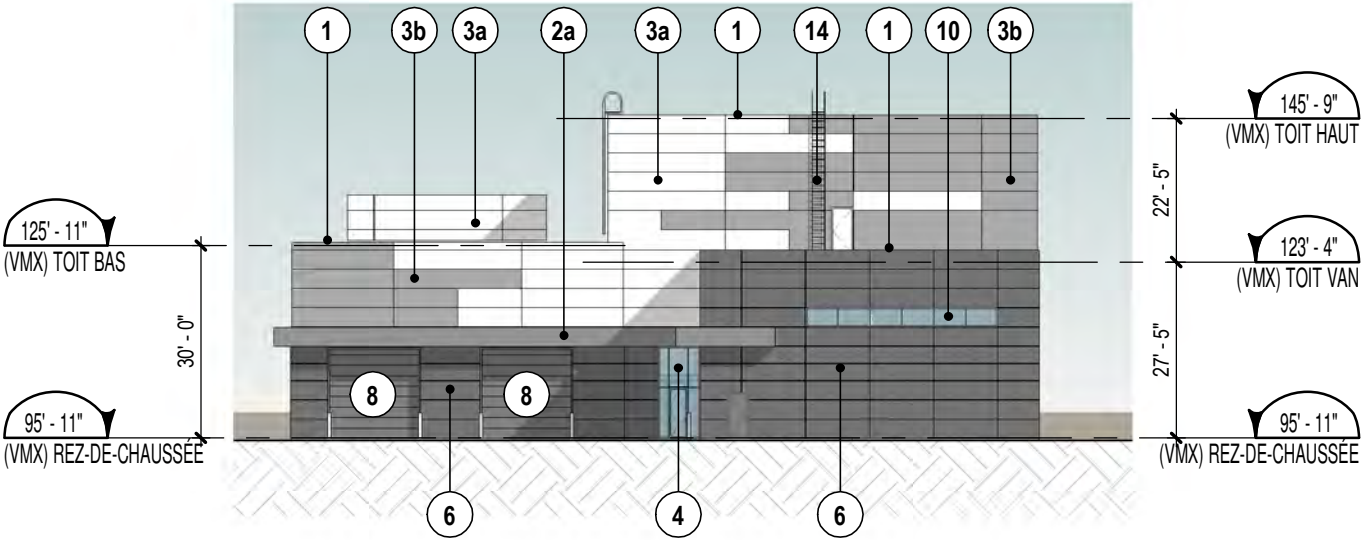 1 3b 3a 2a 3a 1 14 1 10 3b
145' - 9"
(VMX) TOIT HAUT
22' - 5"
125' - 11"
(VMX) TOIT BAS
123' - 4"
(VMX) TOIT VAN
30' - 0"
27' - 5"
8 8
95' - 11"
(VMX) REZ-DE-CHAUSSÉE
95' - 11"
(VMX) REZ-DE-CHAUSSÉE
6 4 6